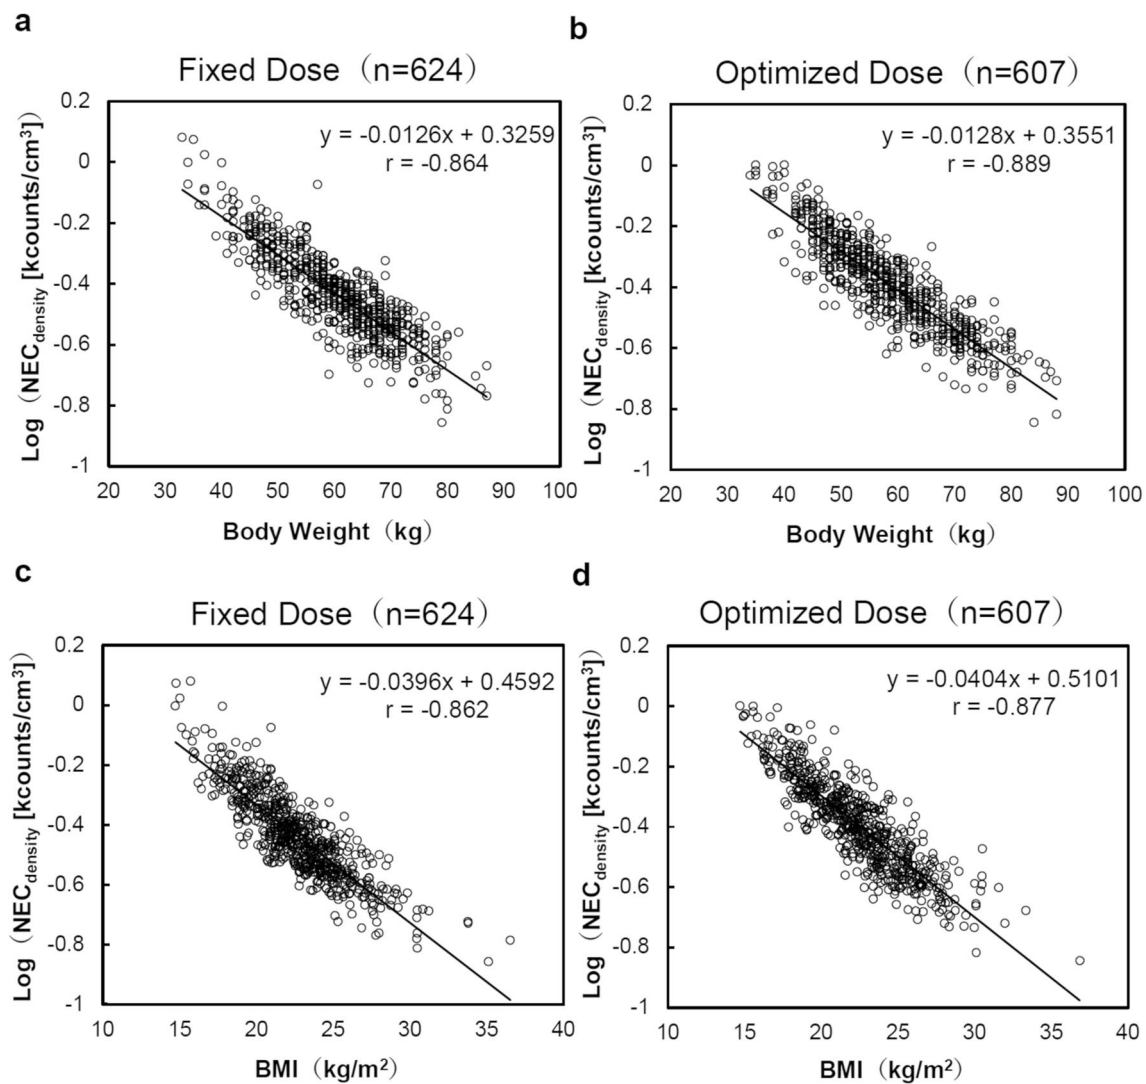 a
Fixed Dose（n=624）
y = -0.0126x + 0.3259
r = -0.864
0.2
0
-0.2
-0.4
-0.6
-0.8
-1
Log（NECdensity [kcounts/cm³]）
20 30 40 50 60 70 80 90 100
Body Weight（kg）
b
Optimized Dose（n=607）
y = -0.0128x + 0.3551
r = -0.889
0.2
0
-0.2
-0.4
-0.6
-0.8
-1
Log（NECdensity [kcounts/cm³]）
20 30 40 50 60 70 80 90 100
Body Weight（kg）
c
Fixed Dose（n=624）
y = -0.0396x + 0.4592
r = -0.862
0.2
0
-0.2
-0.4
-0.6
-0.8
-1
Log（NECdensity [kcounts/cm³]）
10 15 20 25 30 35 40
BMI（kg/m²）
d
Optimized Dose（n=607）
y = -0.0404x + 0.5101
r = -0.877
0.2
0
-0.2
-0.4
-0.6
-0.8
-1
Log（NECdensity [kcounts/cm³]）
10 15 20 25 30 35 40
BMI（kg/m²）